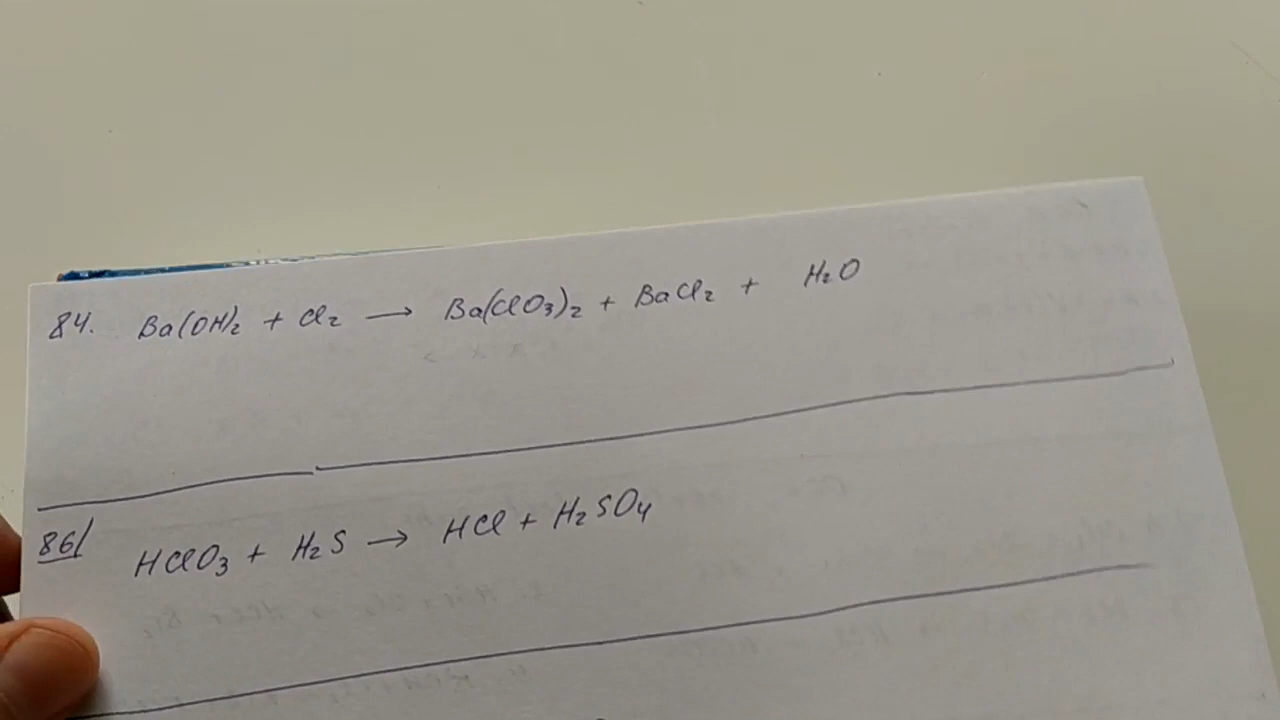 84. Ba(OH)₂ + Cl₂ → Ba(ClO₃)₂ + BaCl₂ + H₂O
86/ HClO₃ + H₂S → HCl + H₂SO₄